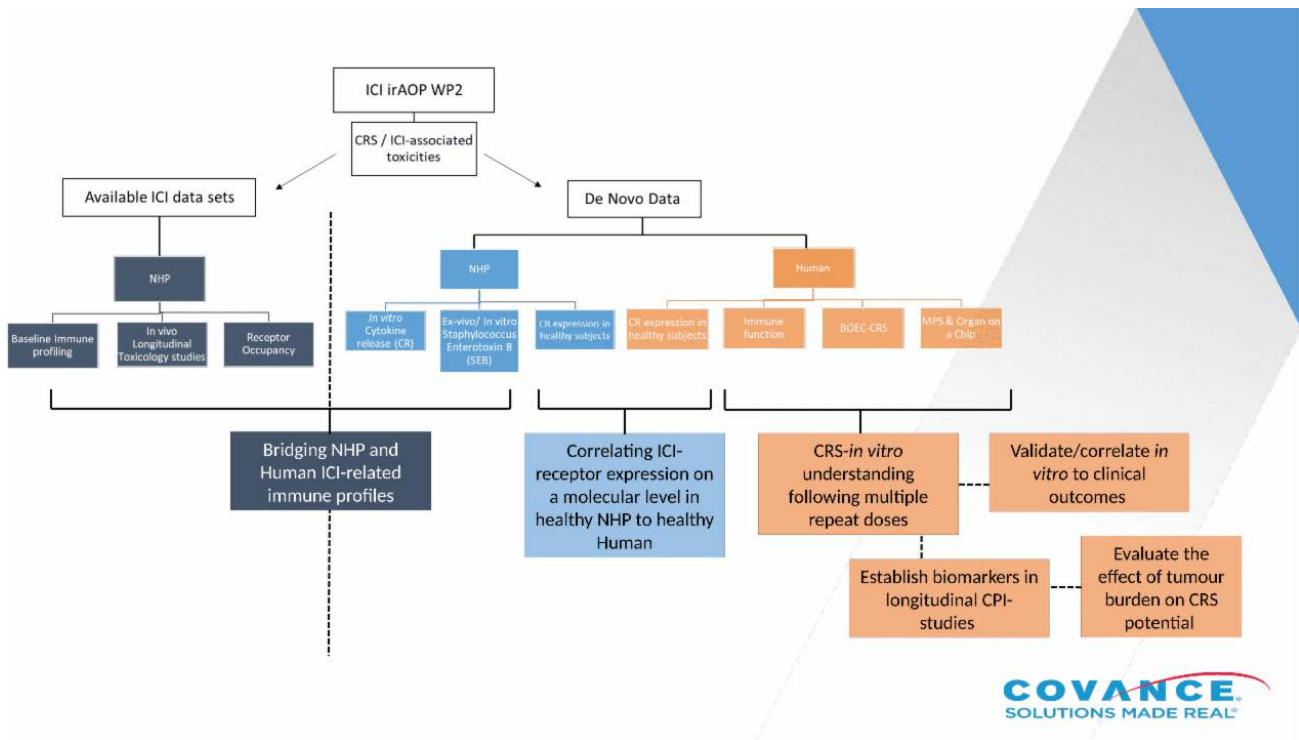 ICI irAOP WP2
CRS / ICI-associated
toxicities
Available ICI data sets
De Novo Data
NHP
NHP
Human
Baseline Immune
profiling
In vivo
Longitudinal
Toxicology studies
Receptor
Occupancy
In vitro
Cytokine
release (CR)
Ex-vivo/ In vitro
Staphylococcus
Enterotoxin B
(SEB)
CR expression in
healthy subjects
CR expression in
healthy subjects
Immune
function
BOEC-CRS
MPS & Organ on
a Chip
Bridging NHP and
Human ICI-related
immune profiles
Correlating ICI-
receptor expression on
a molecular level in
healthy NHP to healthy
Human
CRS-in vitro
understanding
following multiple
repeat doses
Validate/correlate in
vitro to clinical
outcomes
Establish biomarkers in
longitudinal CPI-
studies
Evaluate the
effect of tumour
burden on CRS
potential
COVANCE®
SOLUTIONS MADE REAL®